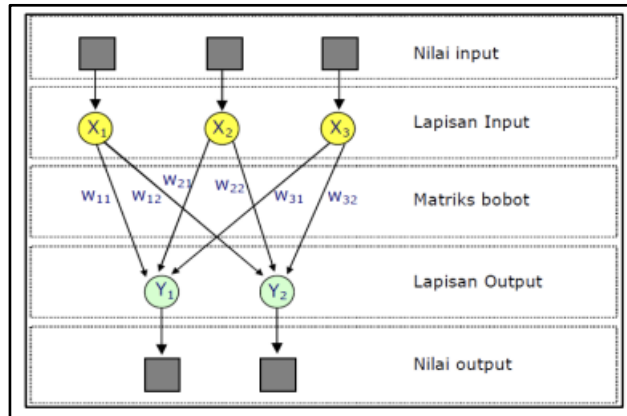 Nilai input
X₁ X₂ X₃ Lapisan Input
w₁₁ w₁₂ w₂₁ w₂₂ w₃₁ w₃₂ Matriks bobot
Y₁ Y₂ Lapisan Output
Nilai output